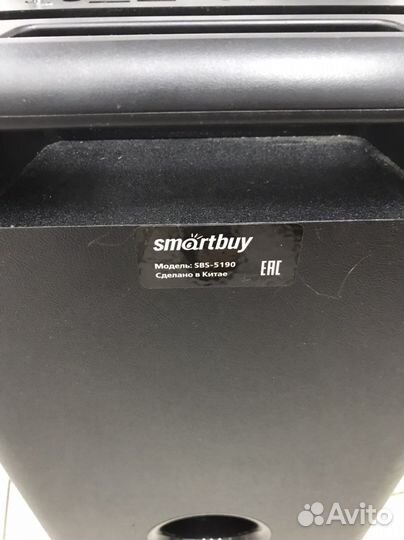 smartbuy
Модель: SBS-5190
Сделано в Китае
EAC
Avito